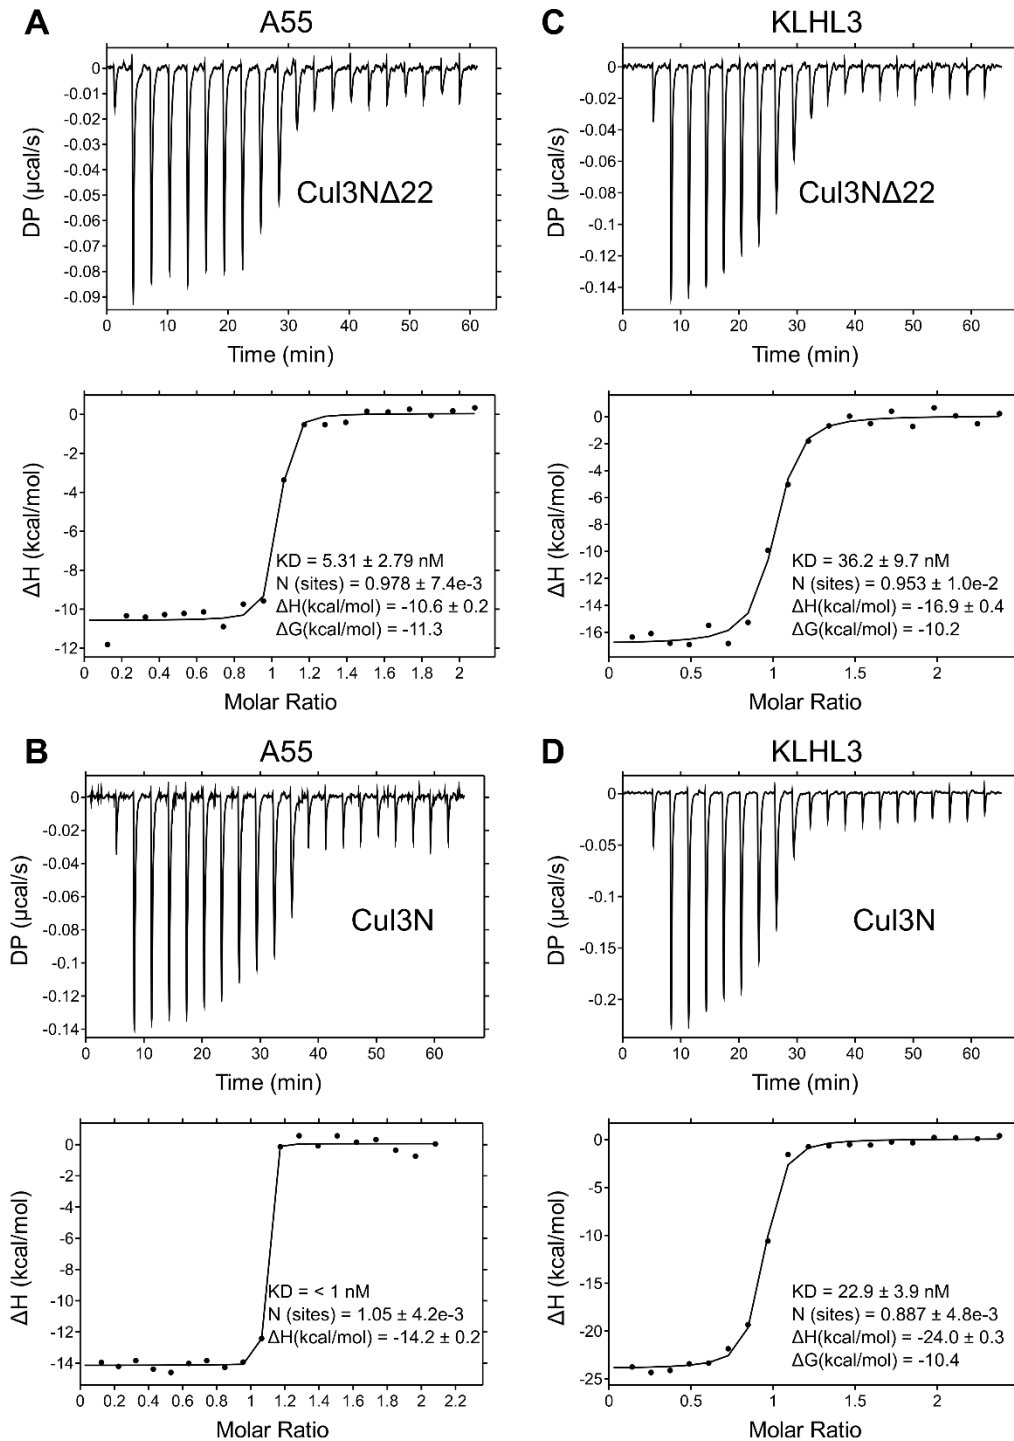 A
A55
0
-0.01
-0.02
-0.03
-0.04
-0.05
-0.06
-0.07
-0.08
-0.09
DP (µcal/s)
Cul3NΔ22
0 10 20 30 40 50 60
Time (min)
0
-2
-4
-6
-8
-10
-12
ΔH (kcal/mol)
KD = 5.31 ± 2.79 nM
N (sites) = 0.978 ± 7.4e-3
ΔH(kcal/mol) = -10.6 ± 0.2
ΔG(kcal/mol) = -11.3
0.2 0.4 0.6 0.8 1 1.2 1.4 1.6 1.8 2
Molar Ratio
C
KLHL3
0
-0.02
-0.04
-0.06
-0.08
-0.1
-0.12
-0.14
DP (µcal/s)
Cul3NΔ22
0 10 20 30 40 50 60
Time (min)
0
-2
-4
-6
-8
-10
-12
-14
-16
ΔH (kcal/mol)
KD = 36.2 ± 9.7 nM
N (sites) = 0.953 ± 1.0e-2
ΔH(kcal/mol) = -16.9 ± 0.4
ΔG(kcal/mol) = -10.2
0 0.5 1 1.5 2
Molar Ratio
B
A55
0
-0.02
-0.04
-0.06
-0.08
-0.1
-0.12
-0.14
DP (µcal/s)
Cul3N
0 10 20 30 40 50 60
Time (min)
0
-2
-4
-6
-8
-10
-12
-14
ΔH (kcal/mol)
KD = < 1 nM
N (sites) = 1.05 ± 4.2e-3
ΔH(kcal/mol) = -14.2 ± 0.2
0 0.2 0.4 0.6 0.8 1 1.2 1.4 1.6 1.8 2 2.2
Molar Ratio
D
KLHL3
0
-0.05
-0.1
-0.15
-0.2
DP (µcal/s)
Cul3N
0 10 20 30 40 50 60
Time (min)
0
-5
-10
-15
-20
-25
ΔH (kcal/mol)
KD = 22.9 ± 3.9 nM
N (sites) = 0.887 ± 4.8e-3
ΔH(kcal/mol) = -24.0 ± 0.3
ΔG(kcal/mol) = -10.4
0 0.5 1 1.5 2
Molar Ratio